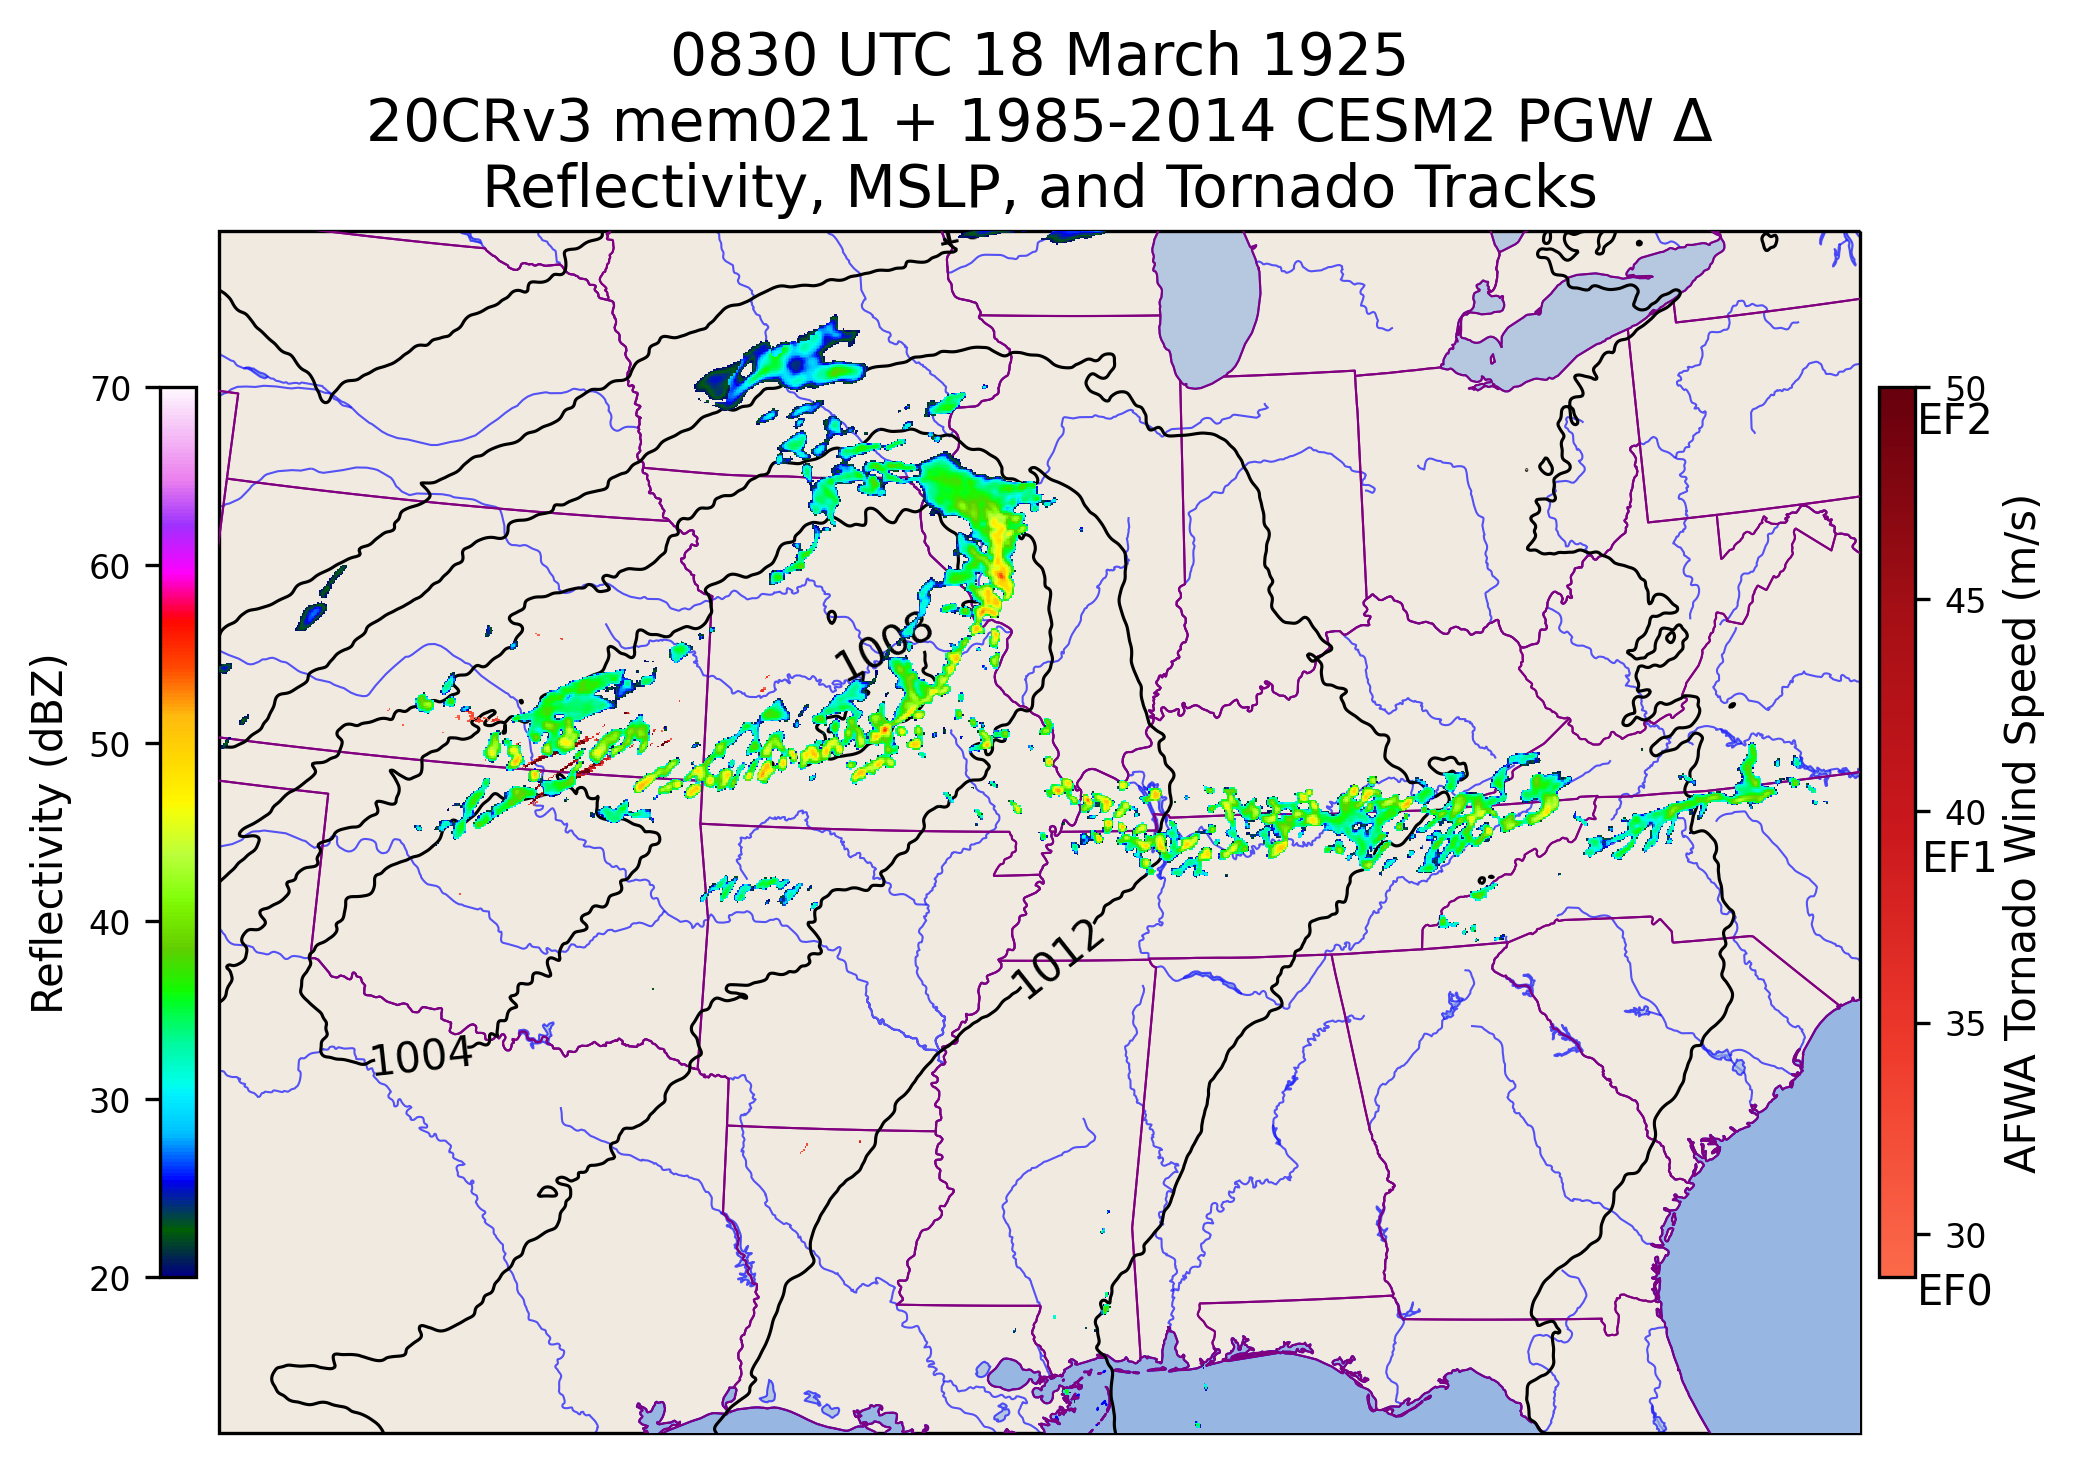 0830 UTC 18 March 1925
20CRv3 mem021 + 1985-2014 CESM2 PGW Δ
Reflectivity, MSLP, and Tornado Tracks
Reflectivity (dBZ)
70
60
50
40
30
20
1008
1012
1004
50
EF2
45
40
EF1
35
30
EF0
AFWA Tornado Wind Speed (m/s)